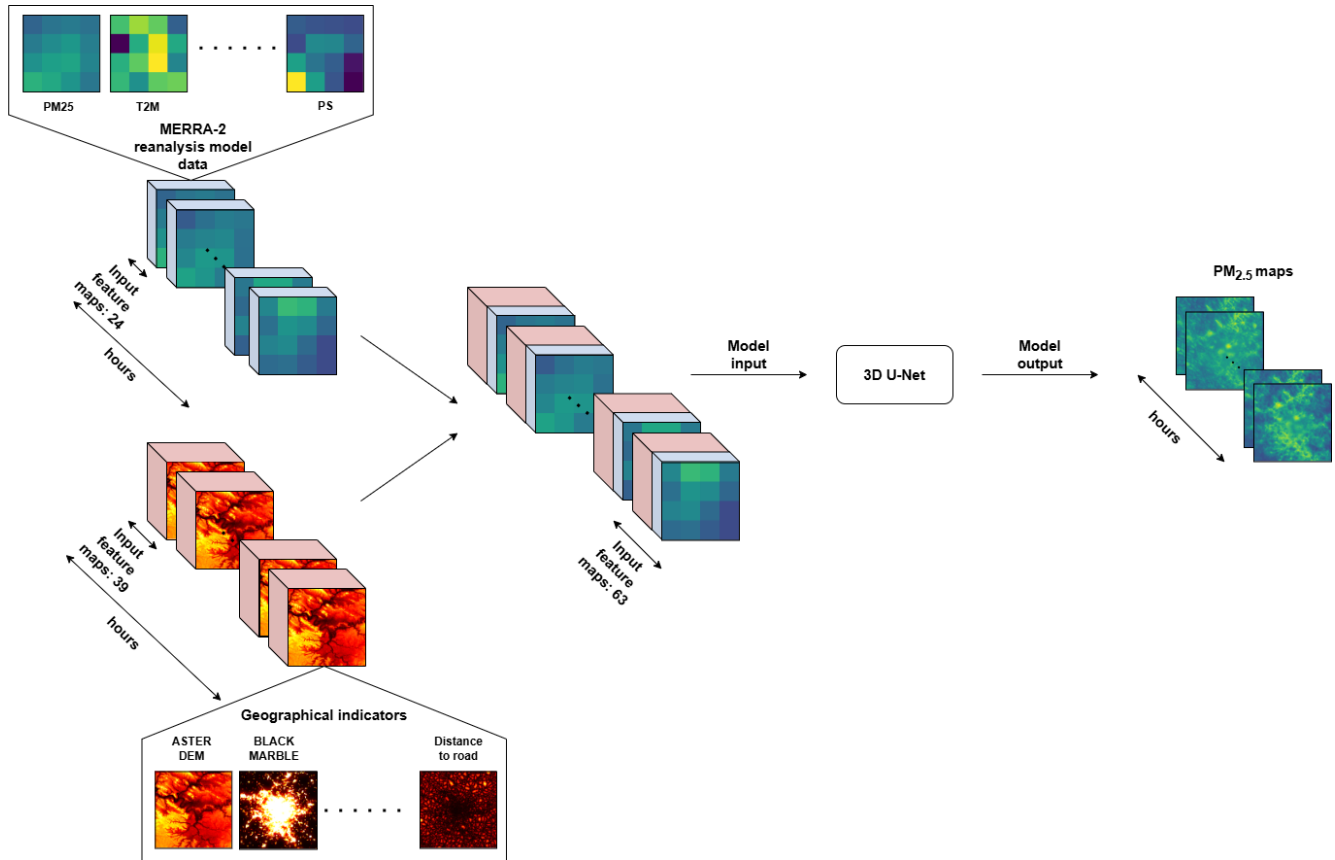 PM25
T2M
PS
MERRA-2
reanalysis model
data
Input
feature
maps: 24
hours
Input
feature
maps: 39
hours
Input
feature
maps: 63
Model
input
3D U-Net
Model
output
PM2.5 maps
hours
Geographical indicators
ASTER
DEM
BLACK
MARBLE
Distance
to road